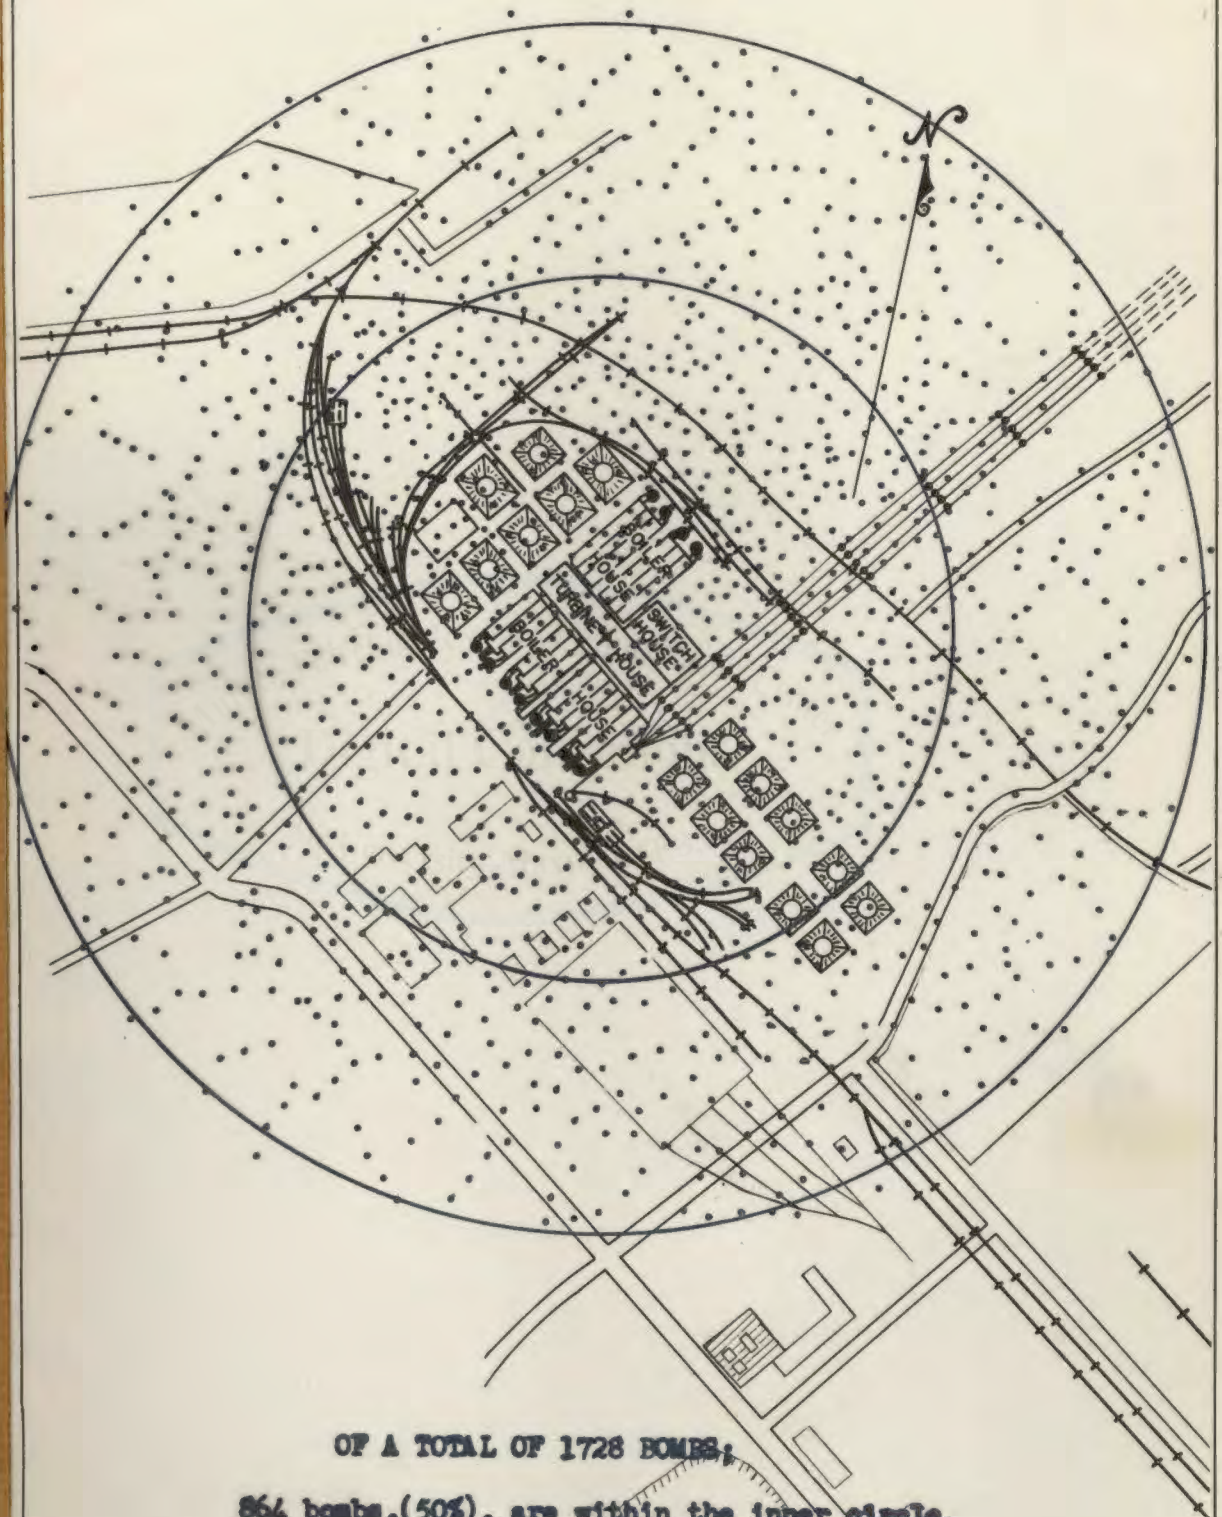 N
BOILER
HOUSE
TURBINE HOUSE
SWITCH
HOUSE
BOILER
HOUSE
OF A TOTAL OF 1728 BOMBS;
864 bombs,(50%), are within the inner circle